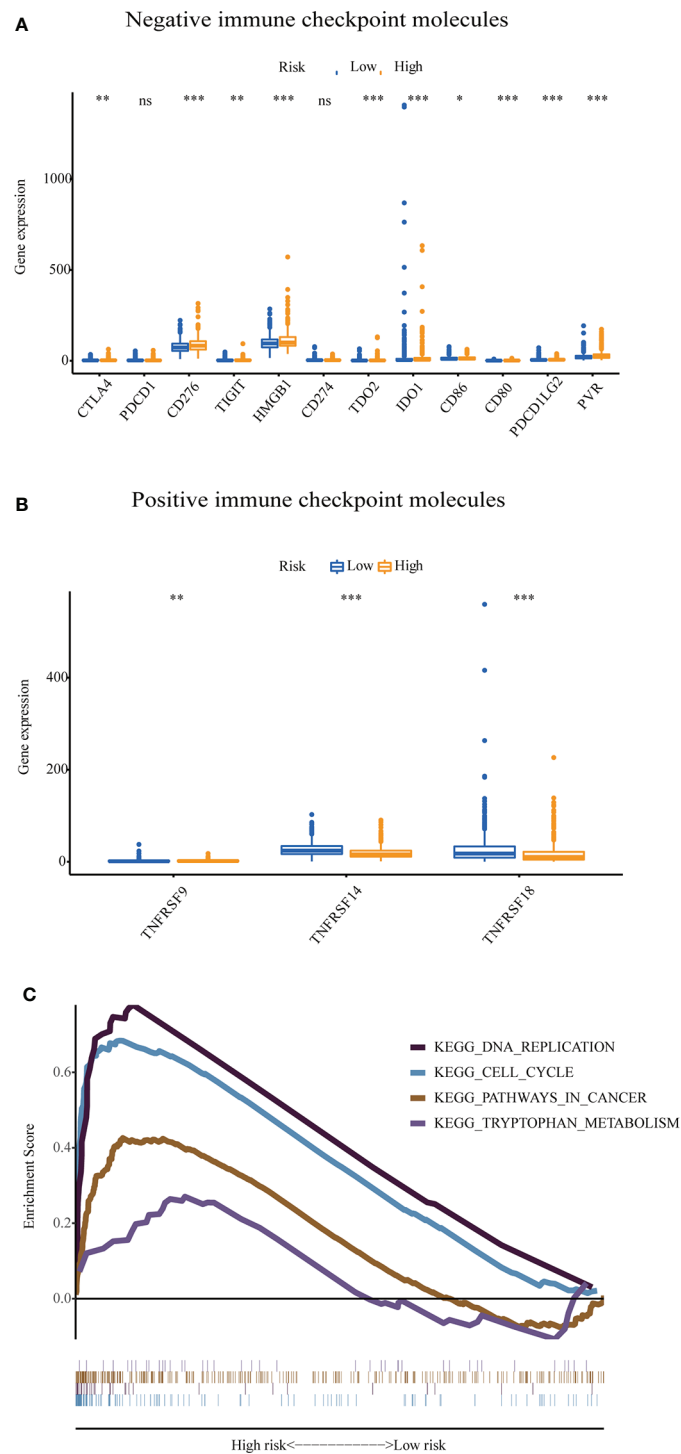 A
Negative immune checkpoint molecules
Risk Low High
** ns *** ** *** ns *** *** * *** *** ***
Gene expression
1000
500
0
CTLA4 PDCD1 CD276 TIGIT HMGB1 CD274 TDO2 IDO1 CD86 CD80 PDCD1LG2 PVR
B
Positive immune checkpoint molecules
Risk Low High
** *** ***
Gene expression
400
200
0
TNFRSF9 TNFRSF14 TNFRSF18
C
KEGG_DNA_REPLICATION
KEGG_CELL_CYCLE
KEGG_PATHWAYS_IN_CANCER
KEGG_TRYPTOPHAN_METABOLISM
Enrichment Score
0.6
0.4
0.2
0.0
High risk<----------->Low risk